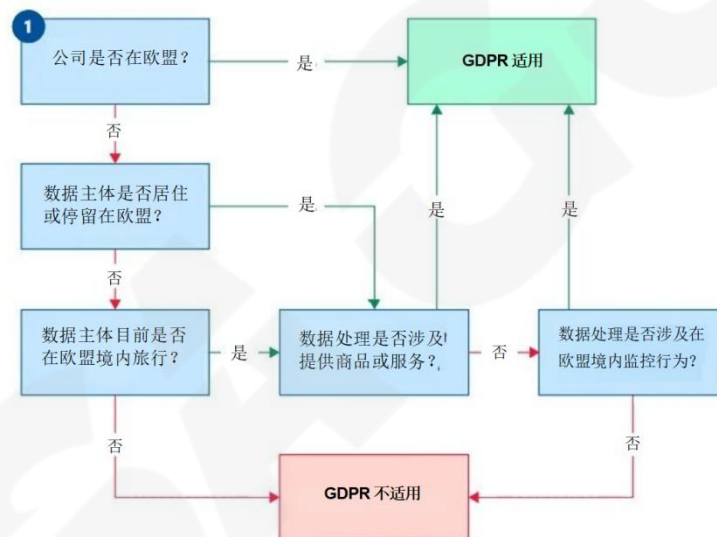 1
公司是否在欧盟？
是
GDPR 适用
否
数据主体是否居住
或停留在欧盟？
是
是
是
否
数据主体目前是否
在欧盟境内旅行？
是
数据处理是否涉及
提供商品或服务？
否
数据处理是否涉及在
欧盟境内监控行为？
否
否
GDPR 不适用